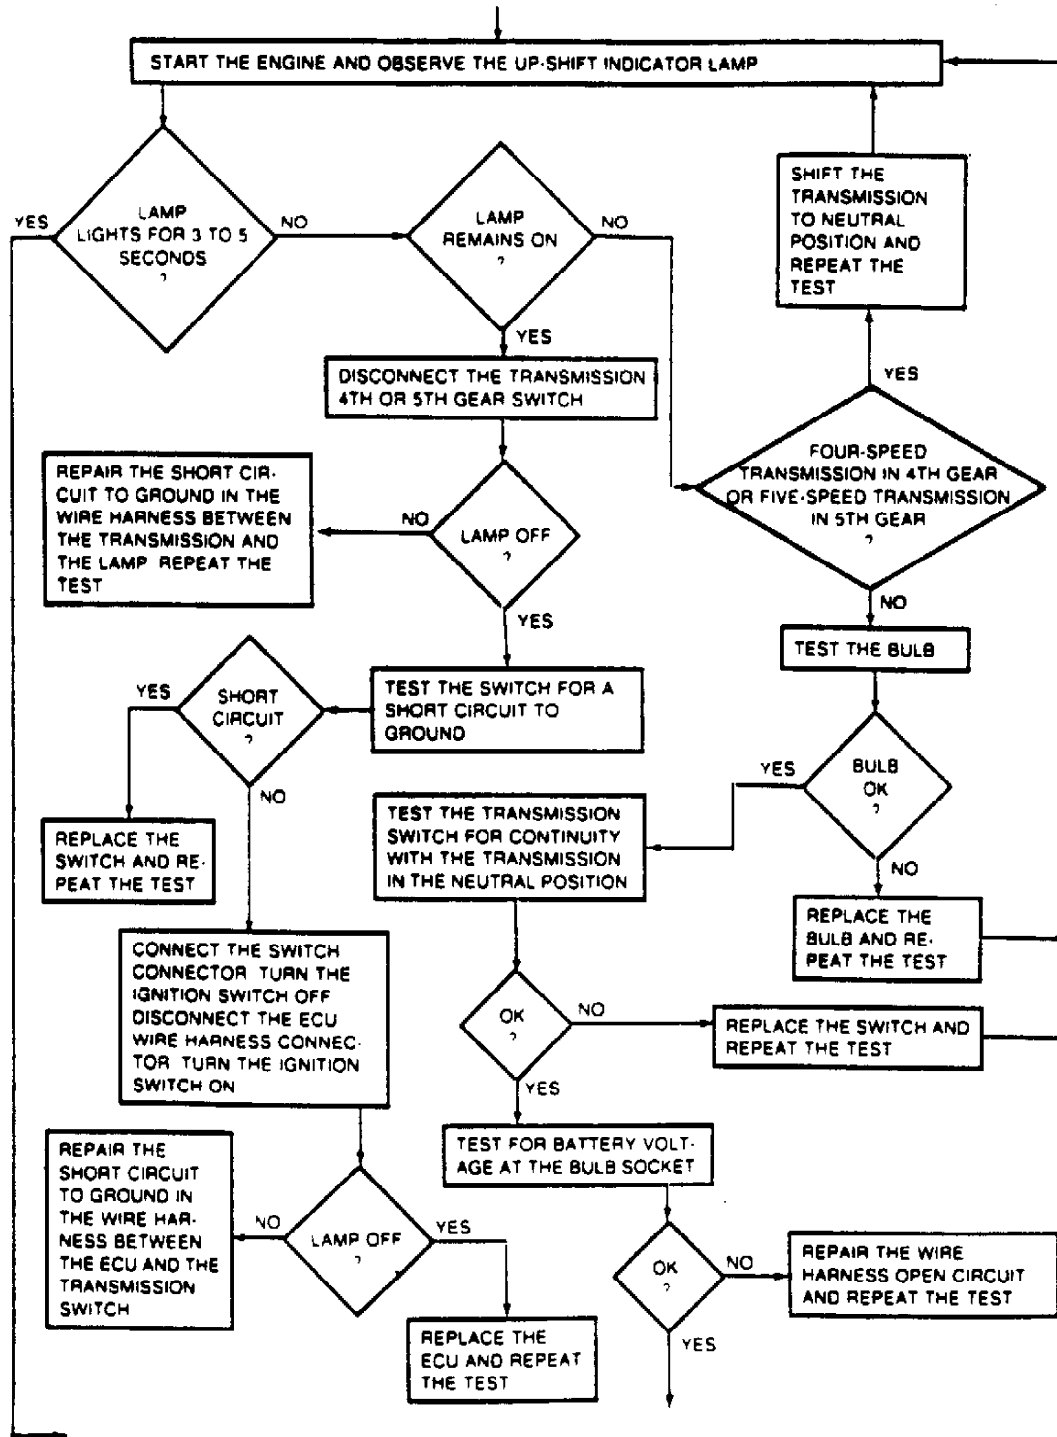 START THE ENGINE AND OBSERVE THE UP-SHIFT INDICATOR LAMP
LAMP
LIGHTS FOR 3 TO 5
SECONDS
?
YES
NO
LAMP
REMAINS ON
?
NO
YES
SHIFT THE
TRANSMISSION
TO NEUTRAL
POSITION AND
REPEAT THE
TEST
YES
DISCONNECT THE TRANSMISSION
4TH OR 5TH GEAR SWITCH
FOUR-SPEED
TRANSMISSION IN 4TH GEAR
OR FIVE-SPEED TRANSMISSION
IN 5TH GEAR
?
NO
REPAIR THE SHORT CIR-
CUIT TO GROUND IN THE
WIRE HARNESS BETWEEN
THE TRANSMISSION AND
THE LAMP REPEAT THE
TEST
NO
LAMP OFF
?
YES
TEST THE BULB
TEST THE SWITCH FOR A
SHORT CIRCUIT TO
GROUND
YES
SHORT
CIRCUIT
?
NO
YES
BULB
OK
?
NO
REPLACE THE
SWITCH AND RE-
PEAT THE TEST
TEST THE TRANSMISSION
SWITCH FOR CONTINUITY
WITH THE TRANSMISSION
IN THE NEUTRAL POSITION
REPLACE THE
BULB AND RE-
PEAT THE TEST
CONNECT THE SWITCH
CONNECTOR TURN THE
IGNITION SWITCH OFF
DISCONNECT THE ECU
WIRE HARNESS CONNEC-
TOR TURN THE IGNITION
SWITCH ON
OK
?
NO
YES
REPLACE THE SWITCH AND
REPEAT THE TEST
TEST FOR BATTERY VOLT-
AGE AT THE BULB SOCKET
REPAIR THE
SHORT CIRCUIT
TO GROUND IN
THE WIRE HAR-
NESS BETWEEN
THE ECU AND THE
TRANSMISSION
SWITCH
NO
LAMP OFF
?
YES
OK
?
NO
YES
REPAIR THE WIRE
HARNESS OPEN CIRCUIT
AND REPEAT THE TEST
REPLACE THE
ECU AND REPEAT
THE TEST